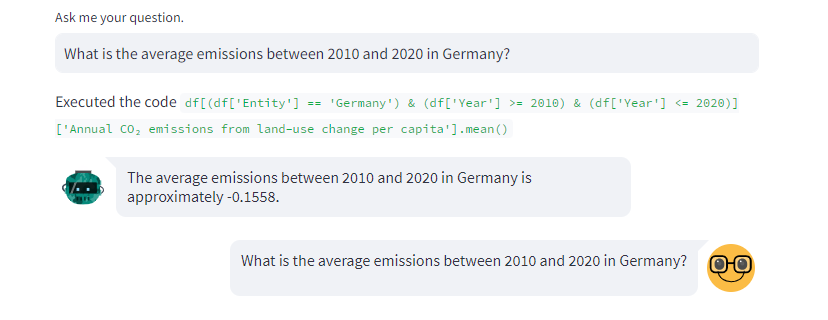 Ask me your question.
What is the average emissions between 2010 and 2020 in Germany?
Executed the code df[(df['Entity'] == 'Germany') & (df['Year'] >= 2010) & (df['Year'] <= 2020)]
['Annual CO₂ emissions from land-use change per capita'].mean()
The average emissions between 2010 and 2020 in Germany is
approximately -0.1558.
What is the average emissions between 2010 and 2020 in Germany?